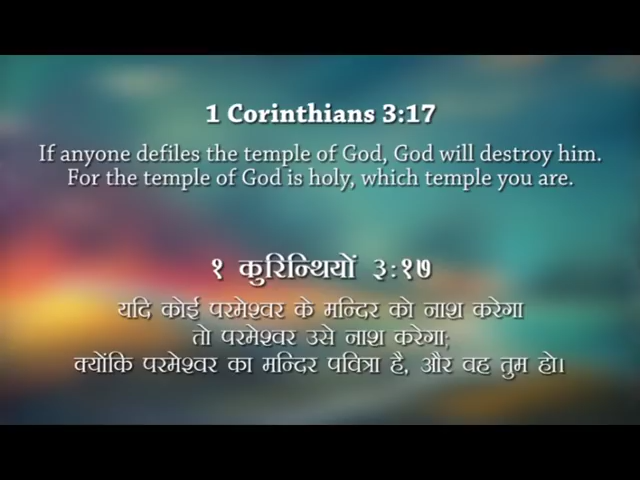 1 Corinthians 3:17
If anyone defiles the temple of God, God will destroy him.
For the temple of God is holy, which temple you are.
१ कुरिन्थियों ३:१७
यदि कोई परमेश्वर के मन्दिर को नाश करेगा
तो परमेश्वर उसे नाश करेगा;
क्योंकि परमेश्वर का मन्दिर पवित्रा है, और वह तुम हो।